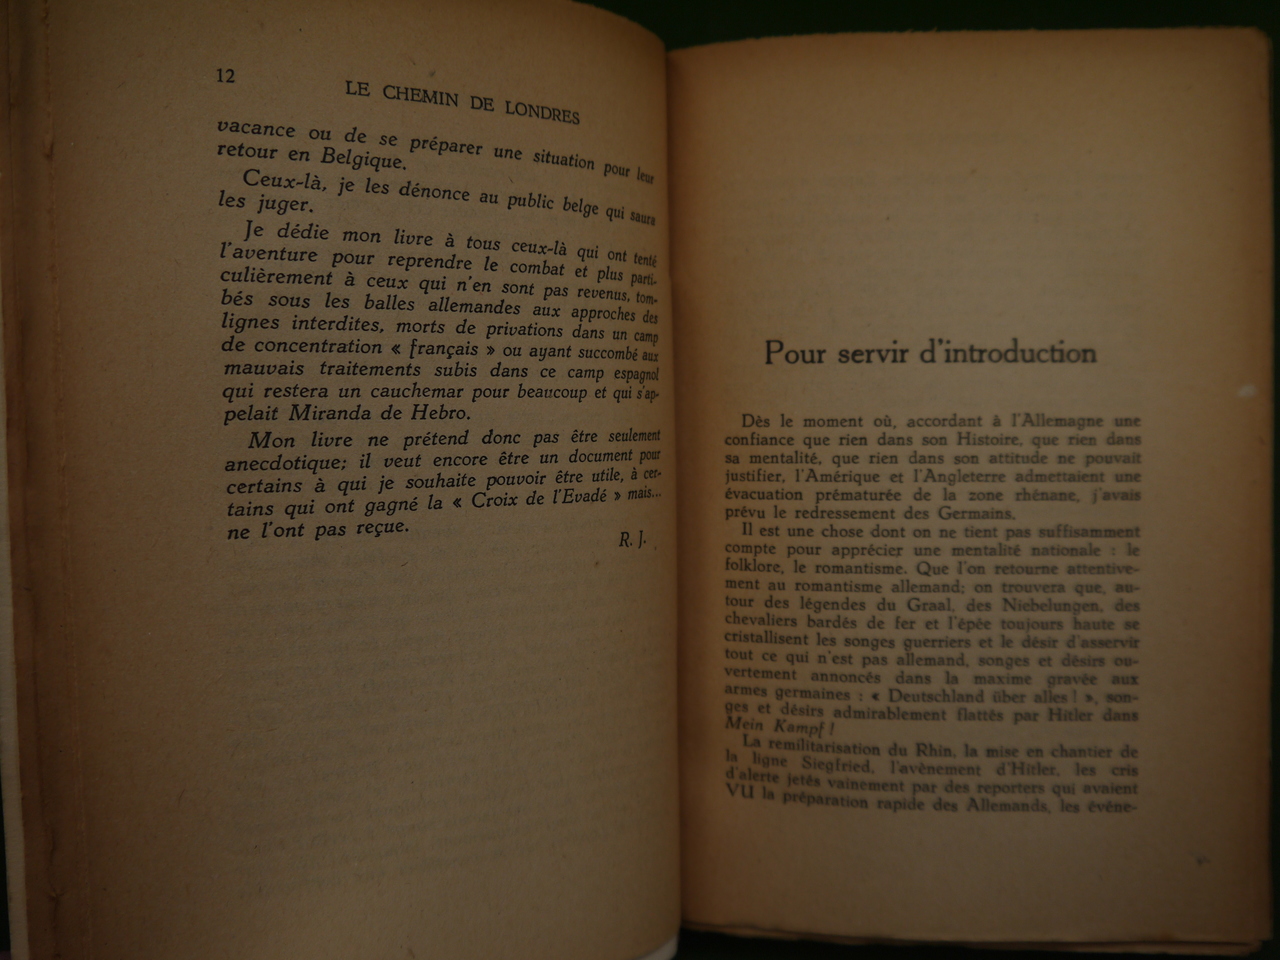 12
LE CHEMIN DE LONDRES
vacance ou de se préparer une situation pour leur
retour en Belgique.
Ceux-là, je les dénonce au public belge qui saura
les juger.
Je dédie mon livre à tous ceux-là qui ont tenté
l'aventure pour reprendre le combat et plus parti-
culièrement à ceux qui n'en sont pas revenus, tom-
bés sous les balles allemandes aux approches des
lignes interdites, morts de privations dans un camp
de concentration « français » ou ayant succombé aux
mauvais traitements subis dans ce camp espagnol
qui restera un cauchemar pour beaucoup et qui s'ap-
pelait Miranda de Hebro.
Mon livre ne prétend donc pas être seulement
anecdotique; il veut encore être un document pour
certains à qui je souhaite pouvoir être utile, à cer-
tains qui ont gagné la « Croix de l'Evadé » mais...
ne l'ont pas reçue.
R. J.
Pour servir d'introduction
Dès le moment où, accordant à l'Allemagne une
confiance que rien dans son Histoire, que rien dans
sa mentalité, que rien dans son attitude ne pouvait
justifier, l'Amérique et l'Angleterre admettaient une
évacuation prématurée de la zone rhénane, j'avais
prévu le redressement des Germains.
Il est une chose dont on ne tient pas suffisamment
compte pour apprécier une mentalité nationale : le
folklore, le romantisme. Que l'on retourne attentive-
ment au romantisme allemand; on trouvera que, au-
tour des légendes du Graal, des Niebelungen, des
chevaliers bardés de fer et l'épée toujours haute se
cristallisent les songes guerriers et le désir d'asservir
tout ce qui n'est pas allemand, songes et désirs ou-
vertement annoncés dans la maxime gravée aux
armes germaines : « Deutschland über alles ! », son-
ges et désirs admirablement flattés par Hitler dans
Mein Kampf !
La remilitarisation du Rhin, la mise en chantier de
la ligne Siegfried, l'avènement d'Hitler, les cris
d'alerte jetés vainement par des reporters qui avaient
VU la préparation rapide des Allemands, les événe-